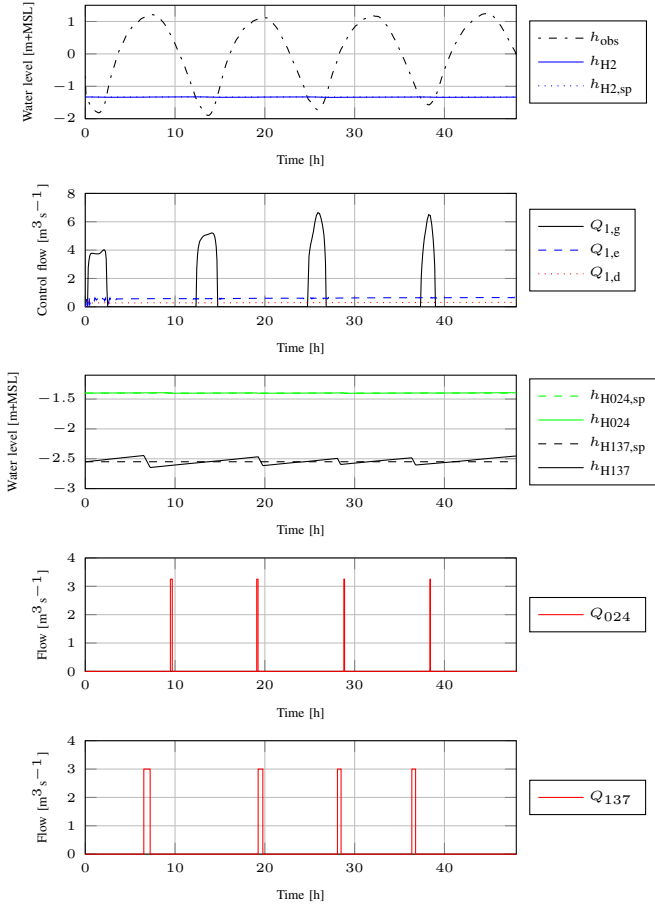 Water level [m+MSL]
1
0
−1
−2
0 10 20 30 40
Time [h]
h_obs
h_H2
h_H2,sp
Control flow [m³ s⁻¹]
8
6
4
2
0
0 10 20 30 40
Time [h]
Q_1,g
Q_1,e
Q_1,d
Water level [m+MSL]
−1.5
−2
−2.5
−3
0 10 20 30 40
Time [h]
h_H024,sp
h_H024
h_H137,sp
h_H137
Flow [m³ s⁻¹]
4
3
2
1
0
0 10 20 30 40
Time [h]
Q_024
Flow [m³ s⁻¹]
4
3
2
1
0
0 10 20 30 40
Time [h]
Q_137